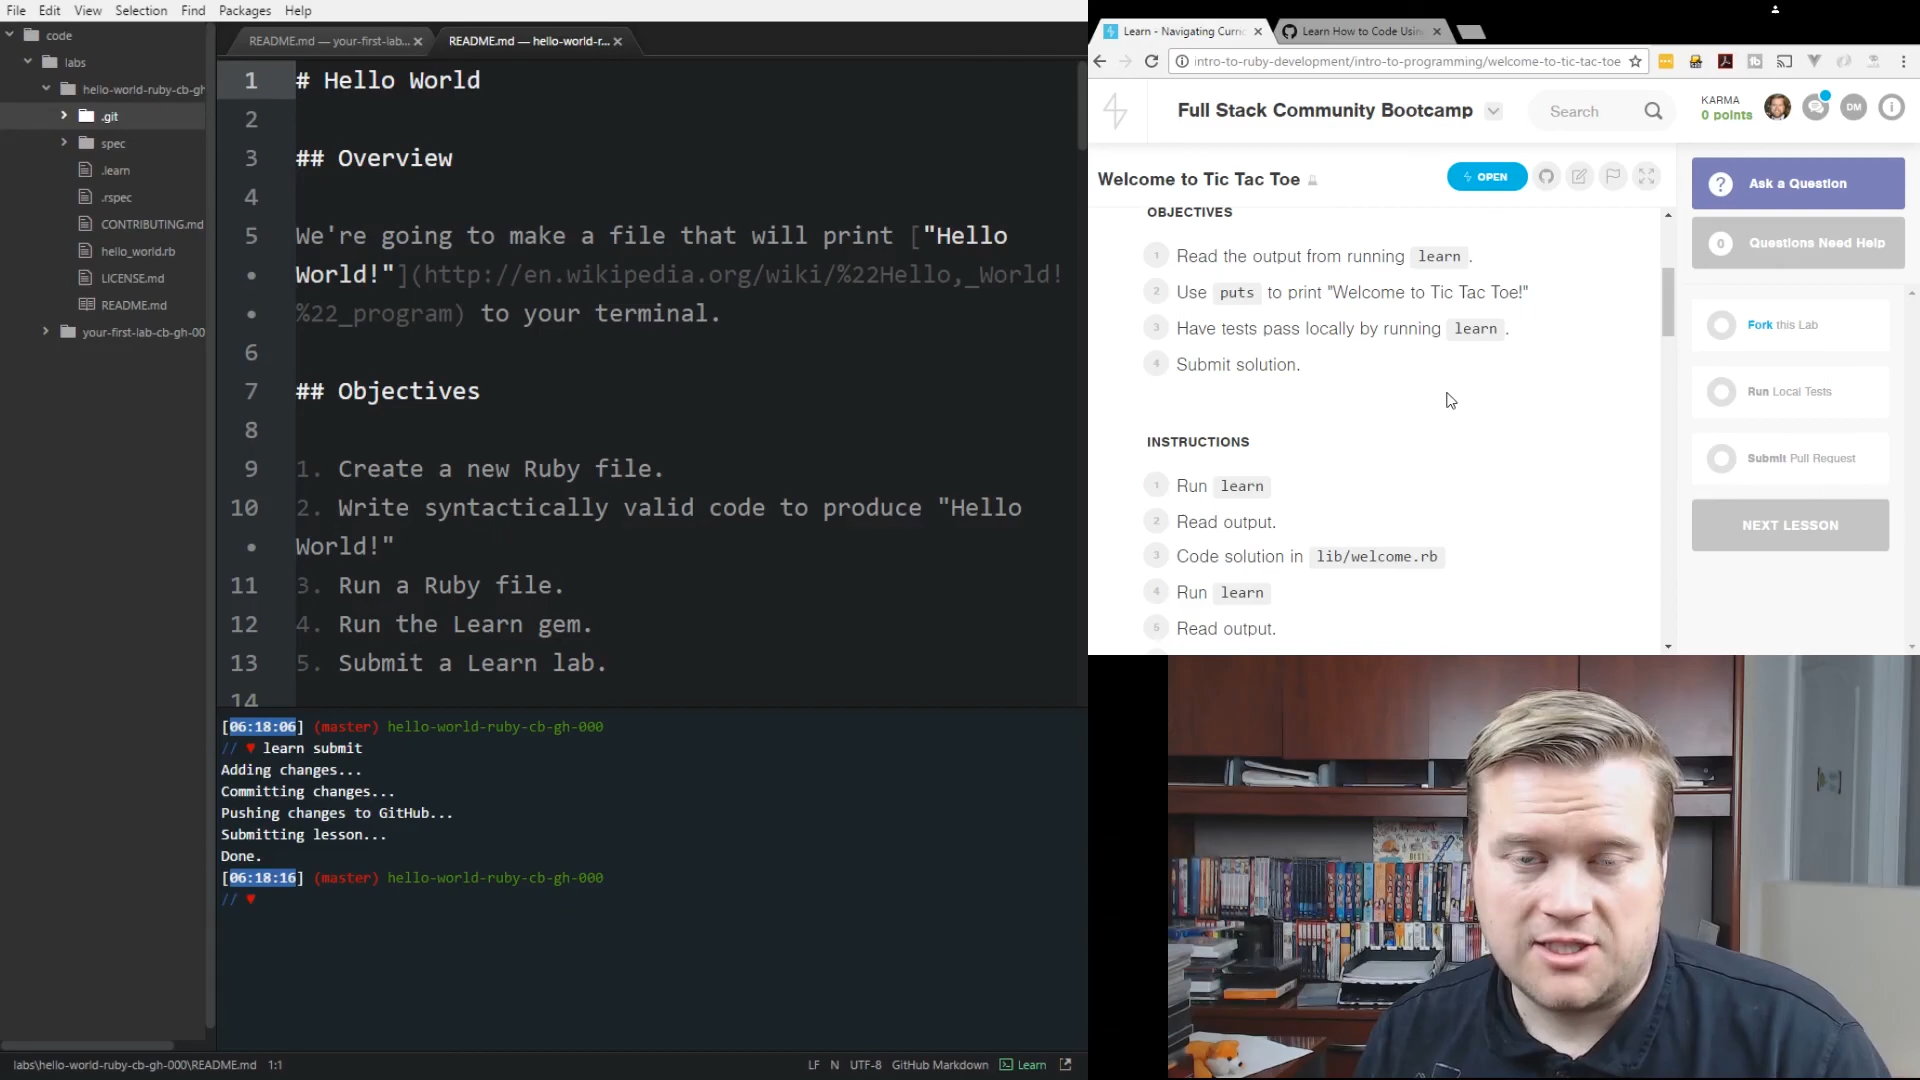 File Edit View Selection Find Packages Help
code
labs
hello-world-ruby-cb-gh
.git
spec
.learn
.rspec
CONTRIBUTING.md
hello_world.rb
LICENSE.md
README.md
your-first-lab-cb-gh-000
README.md — your-first-lab...
README.md — hello-world-r...
1 # Hello World
2
3 ## Overview
4
5 We're going to make a file that will print ["Hello
• World!"](http://en.wikipedia.org/wiki/%22Hello,_World!
• %22_program) to your terminal.
6
7 ## Objectives
8
9 1. Create a new Ruby file.
10 2. Write syntactically valid code to produce "Hello
• World!"
11 3. Run a Ruby file.
12 4. Run the Learn gem.
13 5. Submit a Learn lab.
14
[06:18:06] (master) hello-world-ruby-cb-gh-000
// ♥ learn submit
Adding changes...
Committing changes...
Pushing changes to GitHub...
Submitting lesson...
Done.
[06:18:16] (master) hello-world-ruby-cb-gh-000
// ♥
labs\hello-world-ruby-cb-gh-000\README.md 1:1
LF N UTF-8 GitHub Markdown Learn
Learn - Navigating Curric
Learn How to Code Usin
intro-to-ruby-development/intro-to-programming/welcome-to-tic-tac-toe
Full Stack Community Bootcamp
Search
KARMA
0 points
DM
Welcome to Tic Tac Toe
OPEN
OBJECTIVES
1 Read the output from running learn.
2 Use puts to print "Welcome to Tic Tac Toe!"
3 Have tests pass locally by running learn.
4 Submit solution.
INSTRUCTIONS
1 Run learn
2 Read output.
3 Code solution in lib/welcome.rb
4 Run learn
5 Read output.
? Ask a Question
0 Questions Need Help
Fork this Lab
Run Local Tests
Submit Pull Request
NEXT LESSON